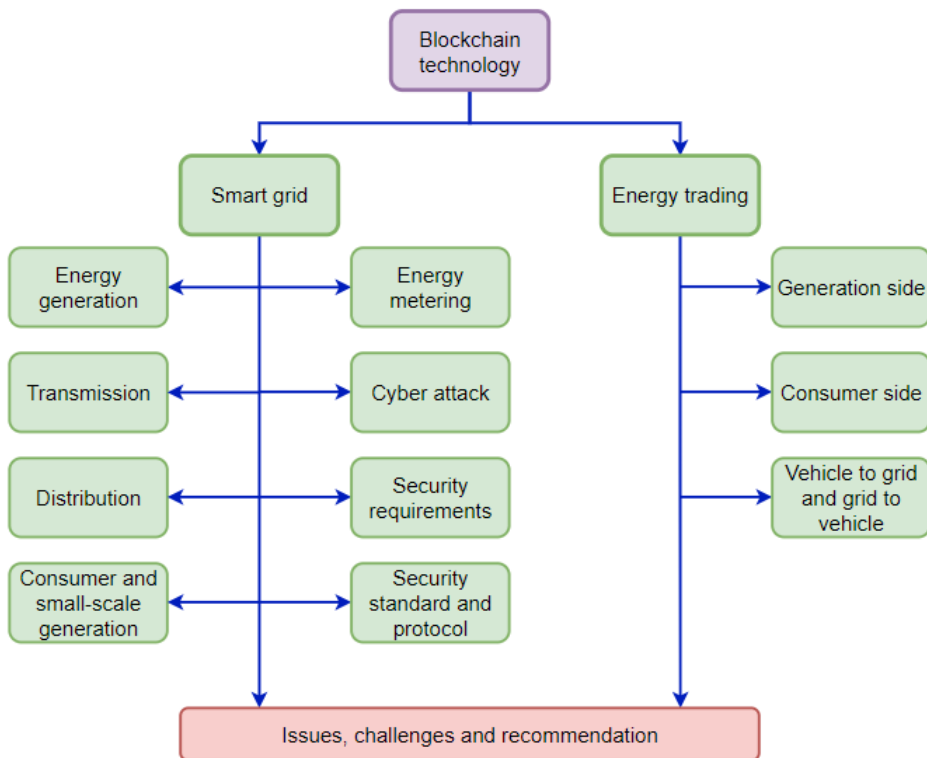 Blockchain
technology
Smart grid
Energy trading
Energy
generation
Energy
metering
Generation side
Transmission
Cyber attack
Consumer side
Distribution
Security
requirements
Vehicle to grid
and grid to
vehicle
Consumer and
small-scale
generation
Security
standard and
protocol
Issues, challenges and recommendation